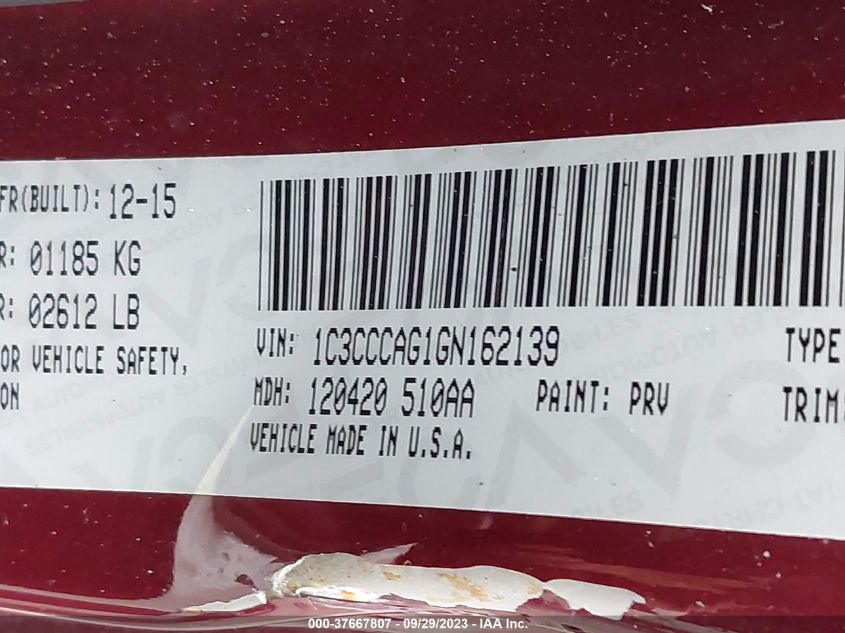 FR(BUILT): 12-15
R: 01185 KG
R: 02612 LB
OR VEHICLE SAFETY,
ON
VIN: 1C3CCCAG1GN162139
MDH: 120420 510AA
PAINT: PRV
VEHICLE MADE IN U.S.A.
TYPE
TRIM:
000-37667807 - 09/29/2023 - IAA Inc.